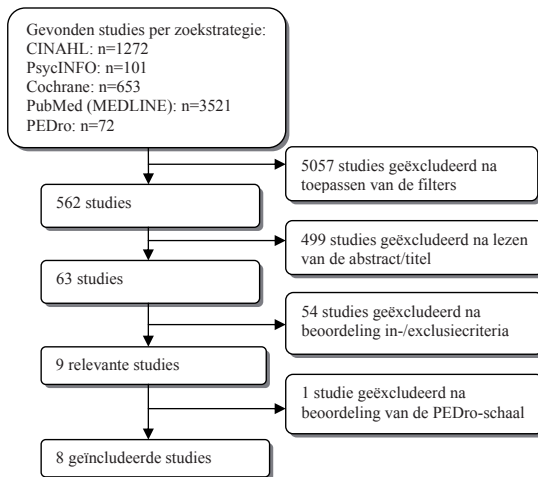 Gevonden studies per zoekstrategie:
CINAHL: n=1272
PsycINFO: n=101
Cochrane: n=653
PubMed (MEDLINE): n=3521
PEDro: n=72
5057 studies geëxcludeerd na
toepassen van de filters
562 studies
499 studies geëxcludeerd na lezen
van de abstract/titel
63 studies
54 studies geëxcludeerd na
beoordeling in-/exclusiecriteria
9 relevante studies
1 studie geëxcludeerd na
beoordeling van de PEDro-schaal
8 geïncludeerde studies